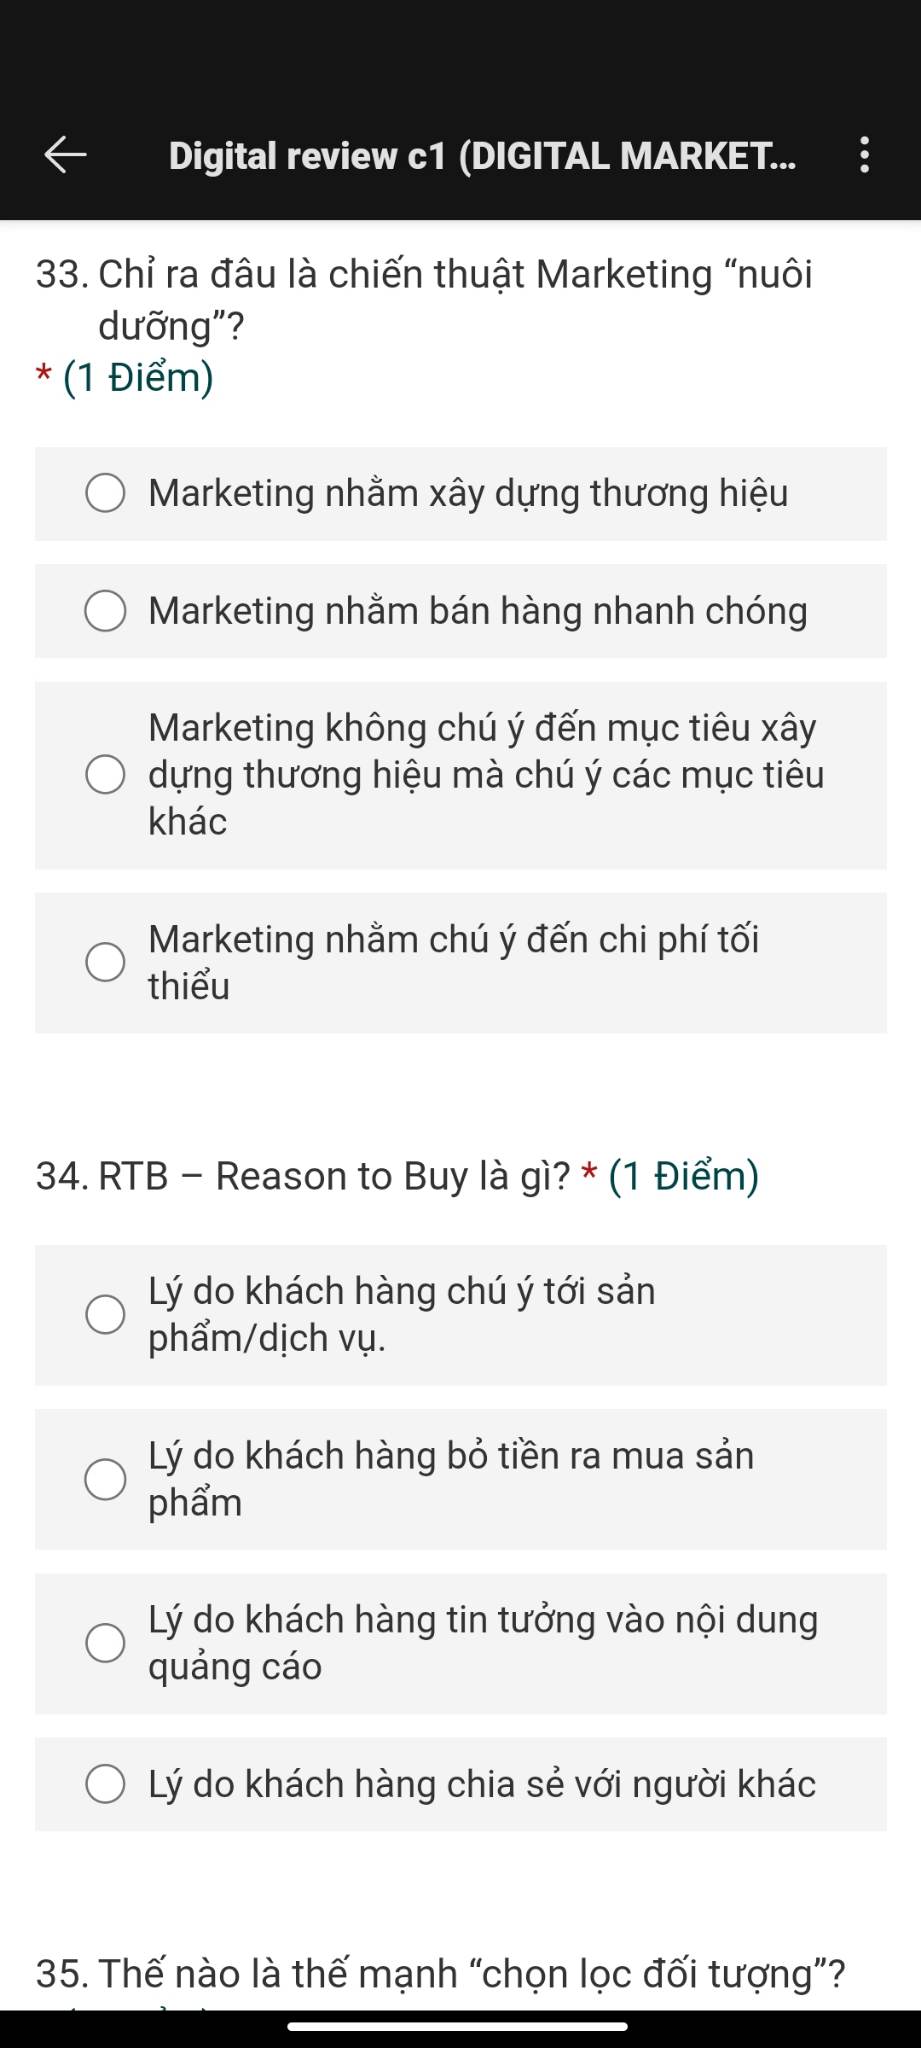 Digital review c1 (DIGITAL MARKET...
33. Chỉ ra đâu là chiến thuật Marketing “nuôi
dưỡng”?
* (1 Điểm)
Marketing nhằm xây dựng thương hiệu
Marketing nhằm bán hàng nhanh chóng
Marketing không chú ý đến mục tiêu xây
dựng thương hiệu mà chú ý các mục tiêu
khác
Marketing nhằm chú ý đến chi phí tối
thiểu
34. RTB – Reason to Buy là gì? * (1 Điểm)
Lý do khách hàng chú ý tới sản
phẩm/dịch vụ.
Lý do khách hàng bỏ tiền ra mua sản
phẩm
Lý do khách hàng tin tưởng vào nội dung
quảng cáo
Lý do khách hàng chia sẻ với người khác
35. Thế nào là thế mạnh “chọn lọc đối tượng”?